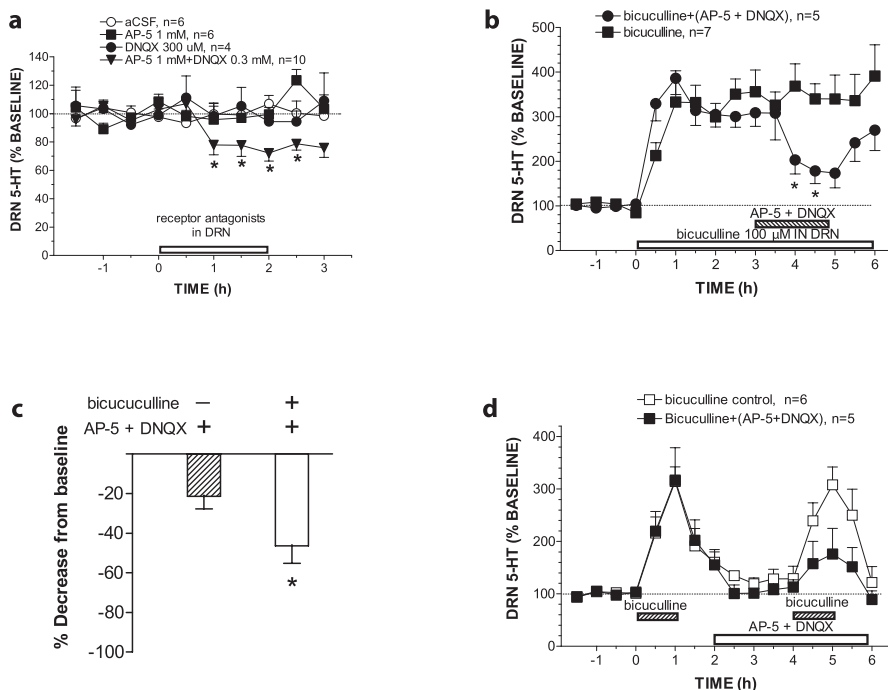 a
aCSF, n=6
AP-5 1 mM, n=6
DNQX 300 uM, n=4
AP-5 1 mM+DNQX 0.3 mM, n=10
DRN 5-HT (% BASELINE)
140
120
100
80
60
40
20
0
* * * *
receptor antagonists
in DRN
-1 0 1 2 3
TIME (h)
b
bicuculline+(AP-5 + DNQX), n=5
bicuculline, n=7
DRN 5-HT (% BASELINE)
500
400
300
200
100
0
* *
AP-5 + DNQX
bicuculline 100 µM IN DRN
-1 0 1 2 3 4 5 6
TIME (h)
c
bicucuculline − +
AP-5 + DNQX + +
% Decrease from baseline
-20
-40
-60
-80
-100
*
d
bicuculline control, n=6
Bicuculline+(AP-5+DNQX), n=5
DRN 5-HT (% BASELINE)
400
300
200
100
0
bicuculline
bicuculline
AP-5 + DNQX
-1 0 1 2 3 4 5 6
TIME (h)